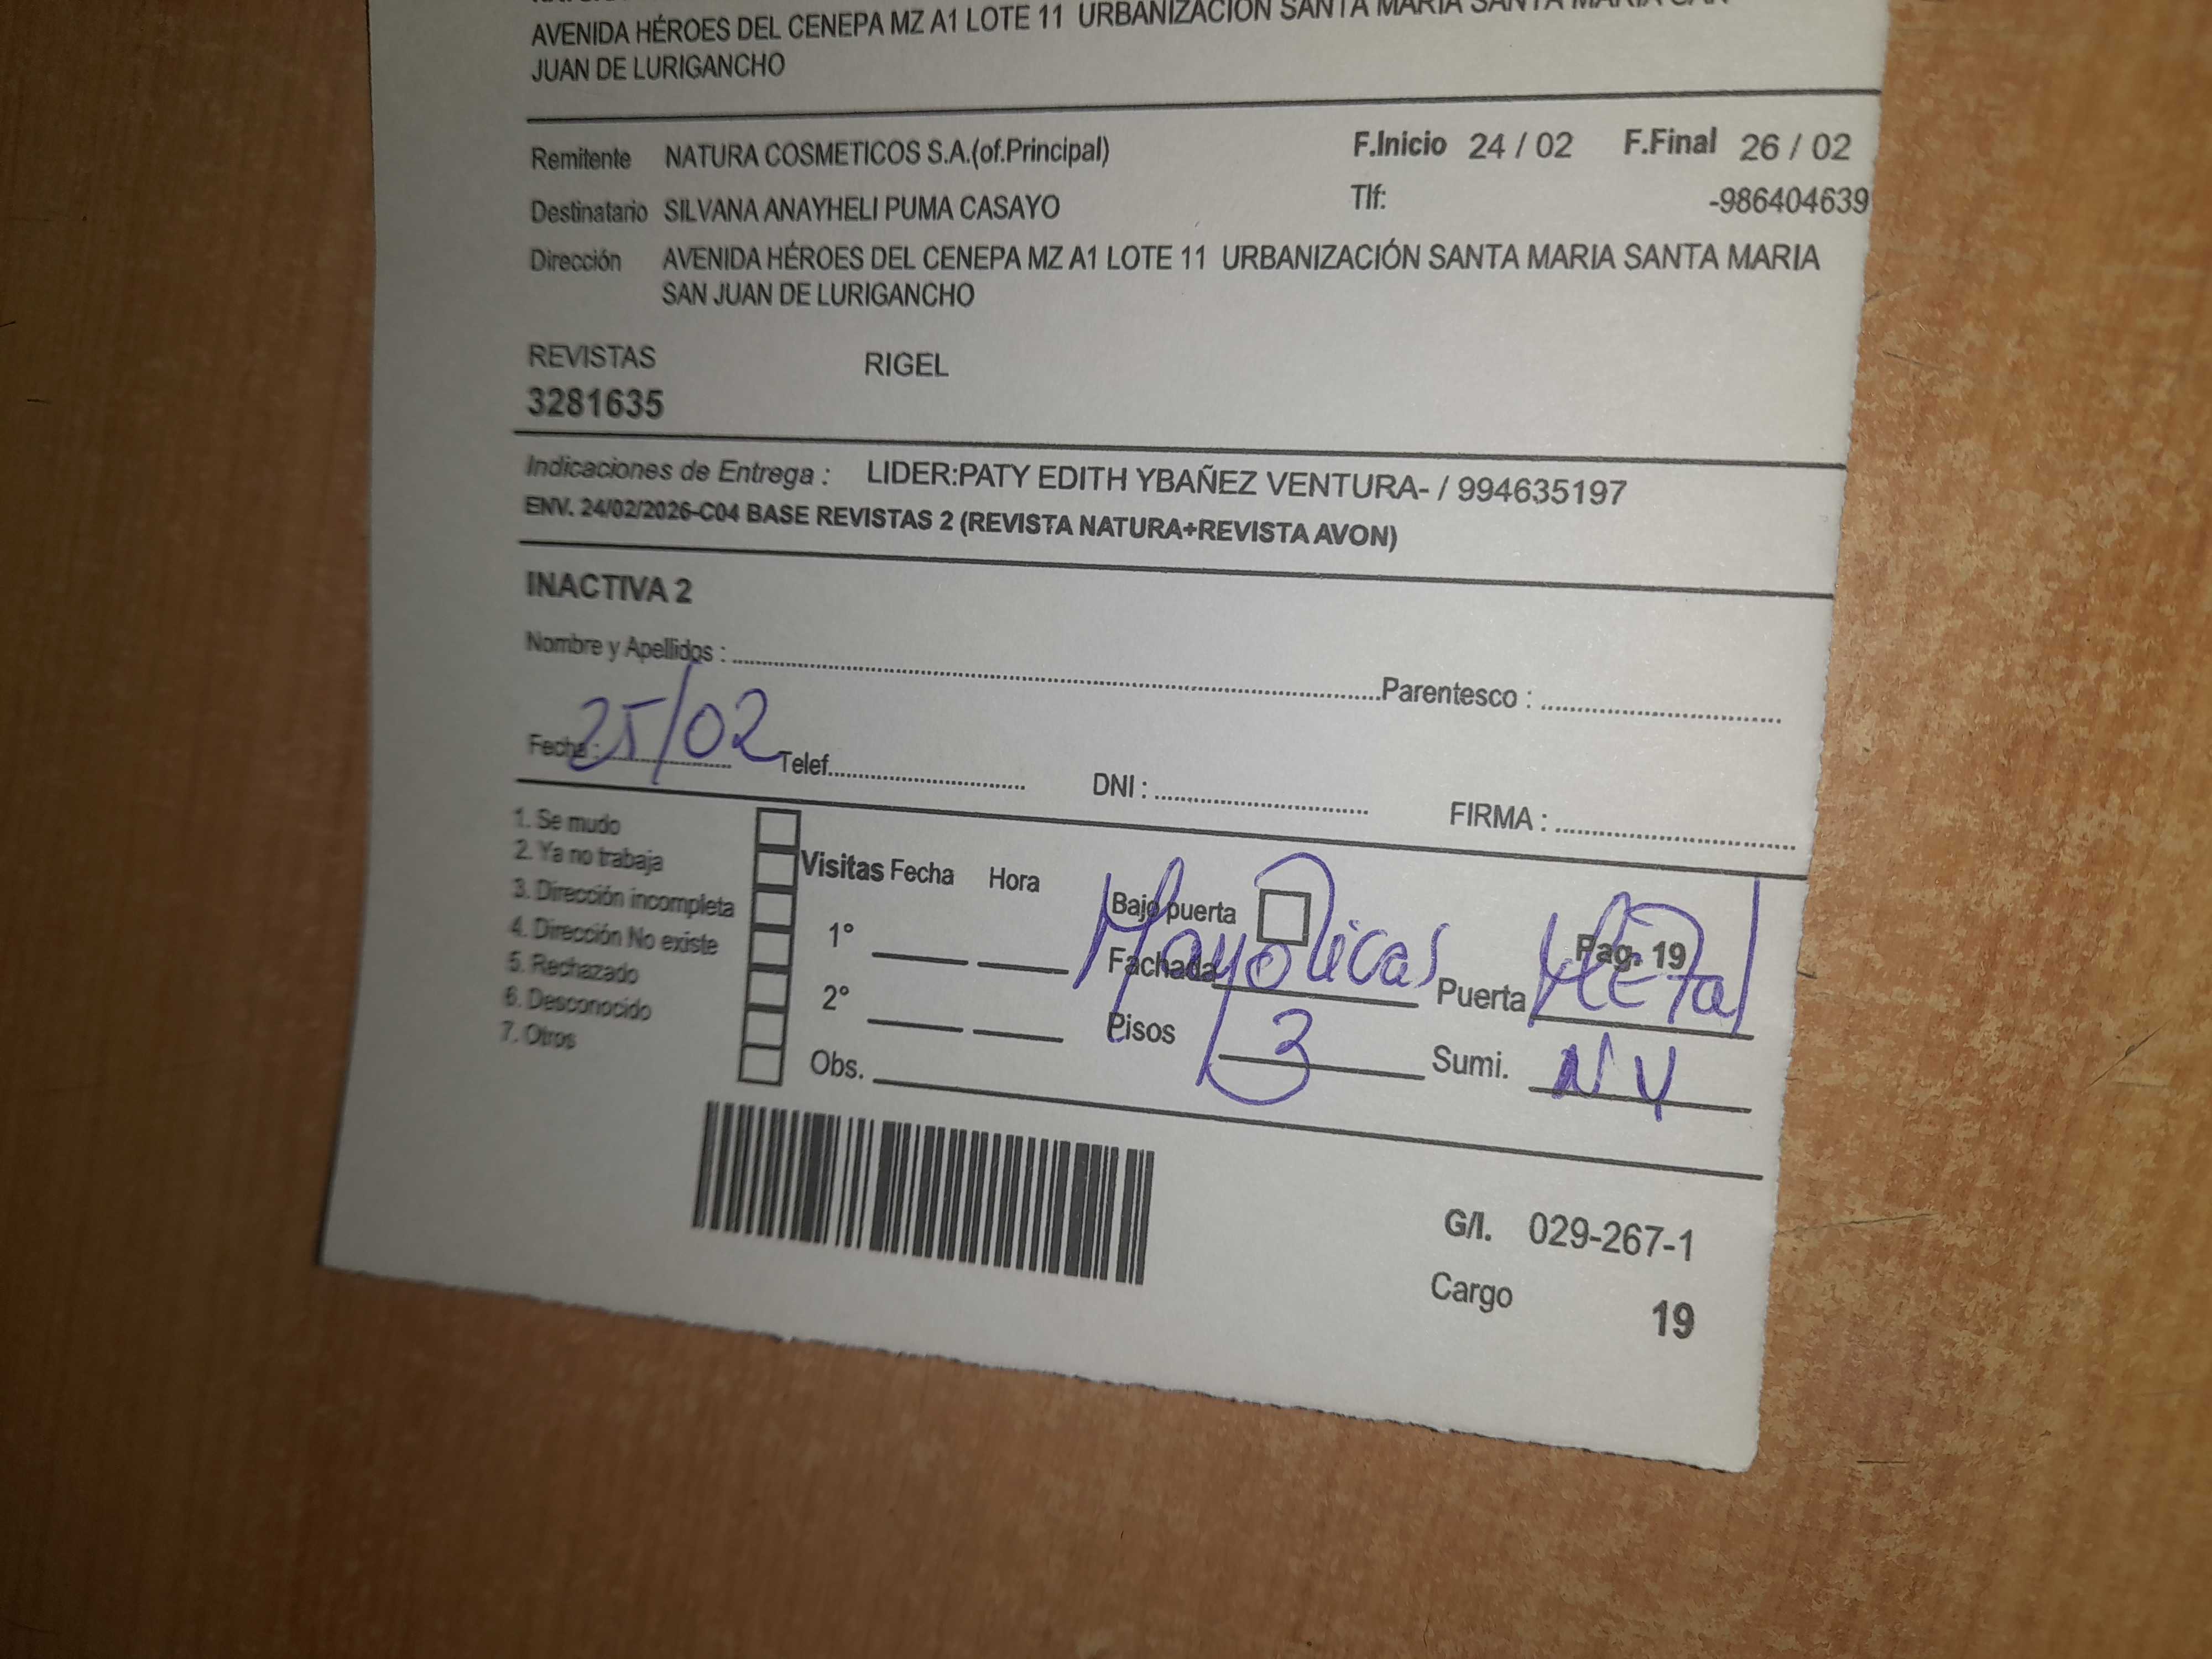 AVENIDA HÉROES DEL CENEPA MZ A1 LOTE 11 URBANIZACIÓN SANTA MARIA SANTA MARIA SAN
JUAN DE LURIGANCHO
Remitente NATURA COSMETICOS S.A.(of.Principal) F.Inicio 24 / 02 F.Final 26 / 02
Destinatario SILVANA ANAYHELI PUMA CASAYO Tlf: -986404639
Dirección AVENIDA HÉROES DEL CENEPA MZ A1 LOTE 11 URBANIZACIÓN SANTA MARIA SANTA MARIA
SAN JUAN DE LURIGANCHO
REVISTAS RIGEL
3281635
Indicaciones de Entrega : LIDER:PATY EDITH YBAÑEZ VENTURA- / 994635197
ENV. 24/02/2026-C04 BASE REVISTAS 2 (REVISTA NATURA+REVISTA AVON)
INACTIVA 2
Nombre y Apellidos : Parentesco :
Fecha : 25/02 Telef. DNI : FIRMA :
1. Se mudo
2. Ya no trabaja
3. Dirección incompleta
4. Dirección No existe
5. Rechazado
6. Desconocido
7. Otros
Visitas Fecha Hora
1°
2°
Obs.
Bajo puerta Pag. 19
Fachada Mayolicas Puerta Metal
Pisos 3 Sumi. NV
G/I. 029-267-1
Cargo 19